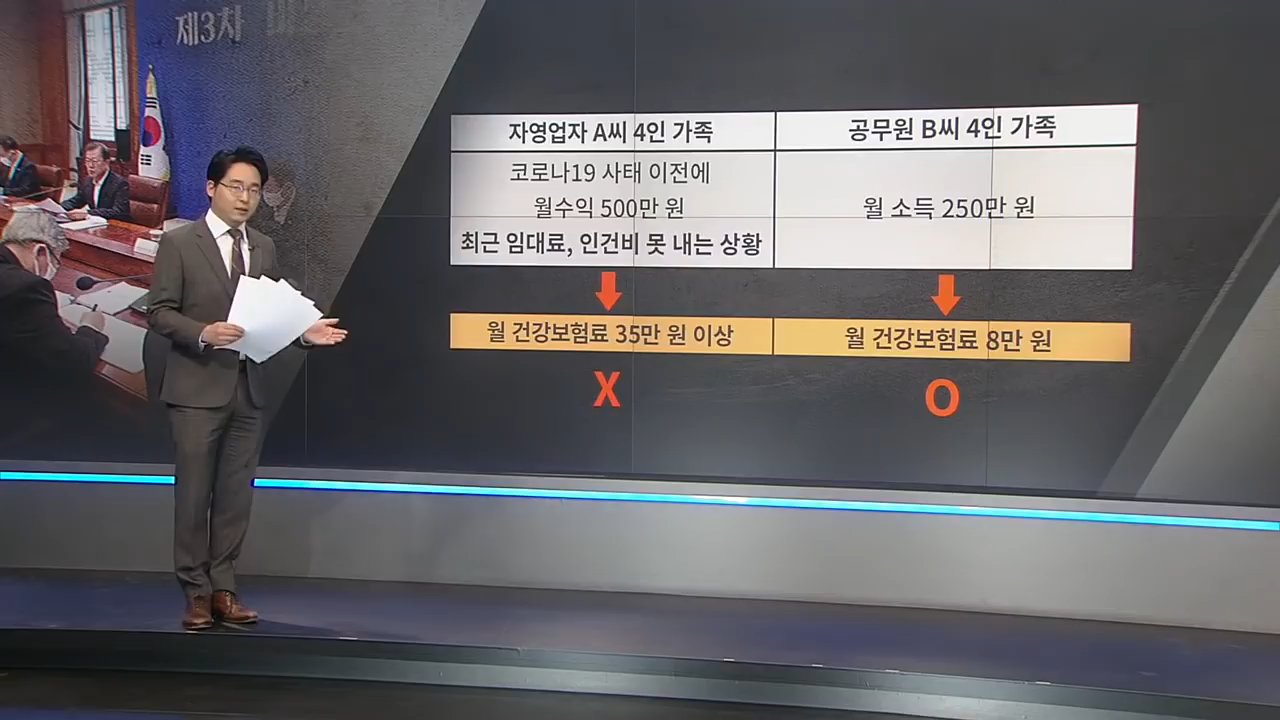 제3차
자영업자 A씨 4인 가족
공무원 B씨 4인 가족
코로나19 사태 이전에
월수익 500만 원
최근 임대료, 인건비 못 내는 상황
월 소득 250만 원
월 건강보험료 35만 원 이상
월 건강보험료 8만 원
X
O